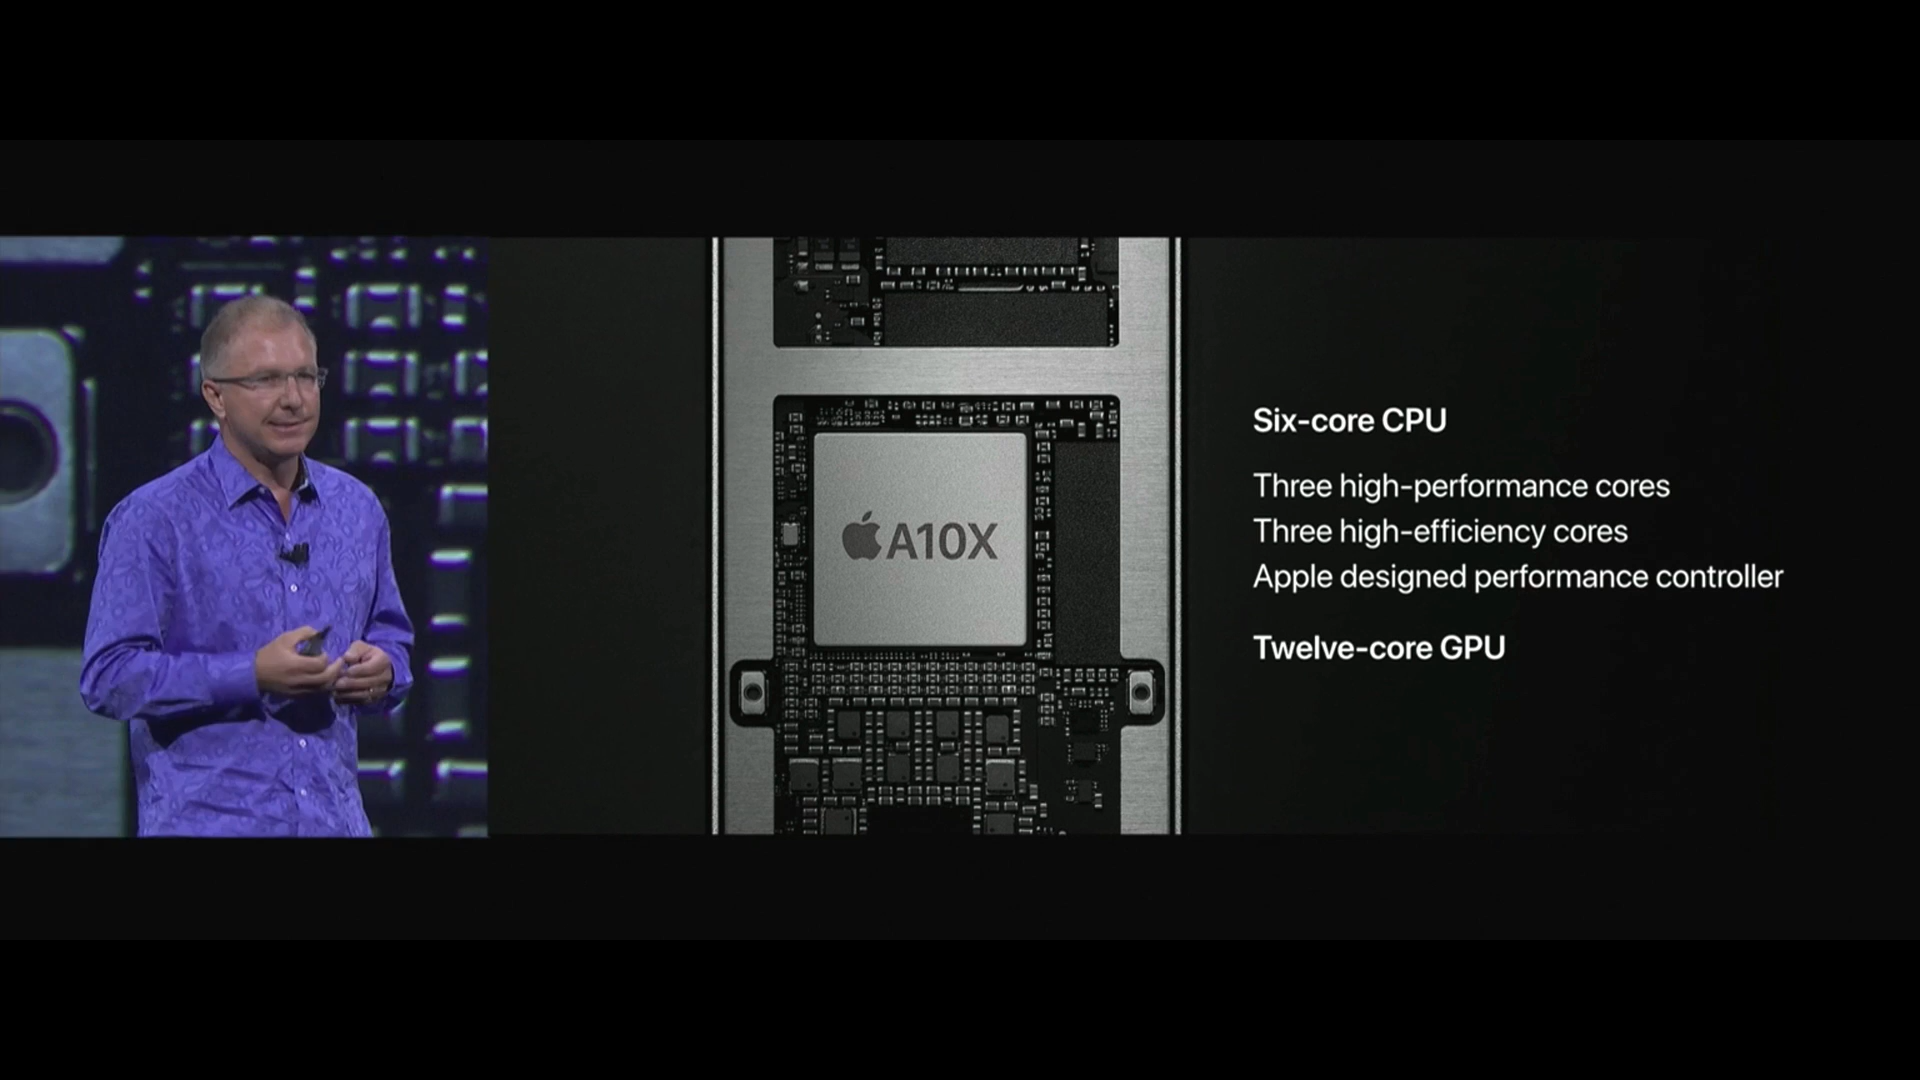 A10X
Six-core CPU
Three high-performance cores
Three high-efficiency cores
Apple designed performance controller
Twelve-core GPU